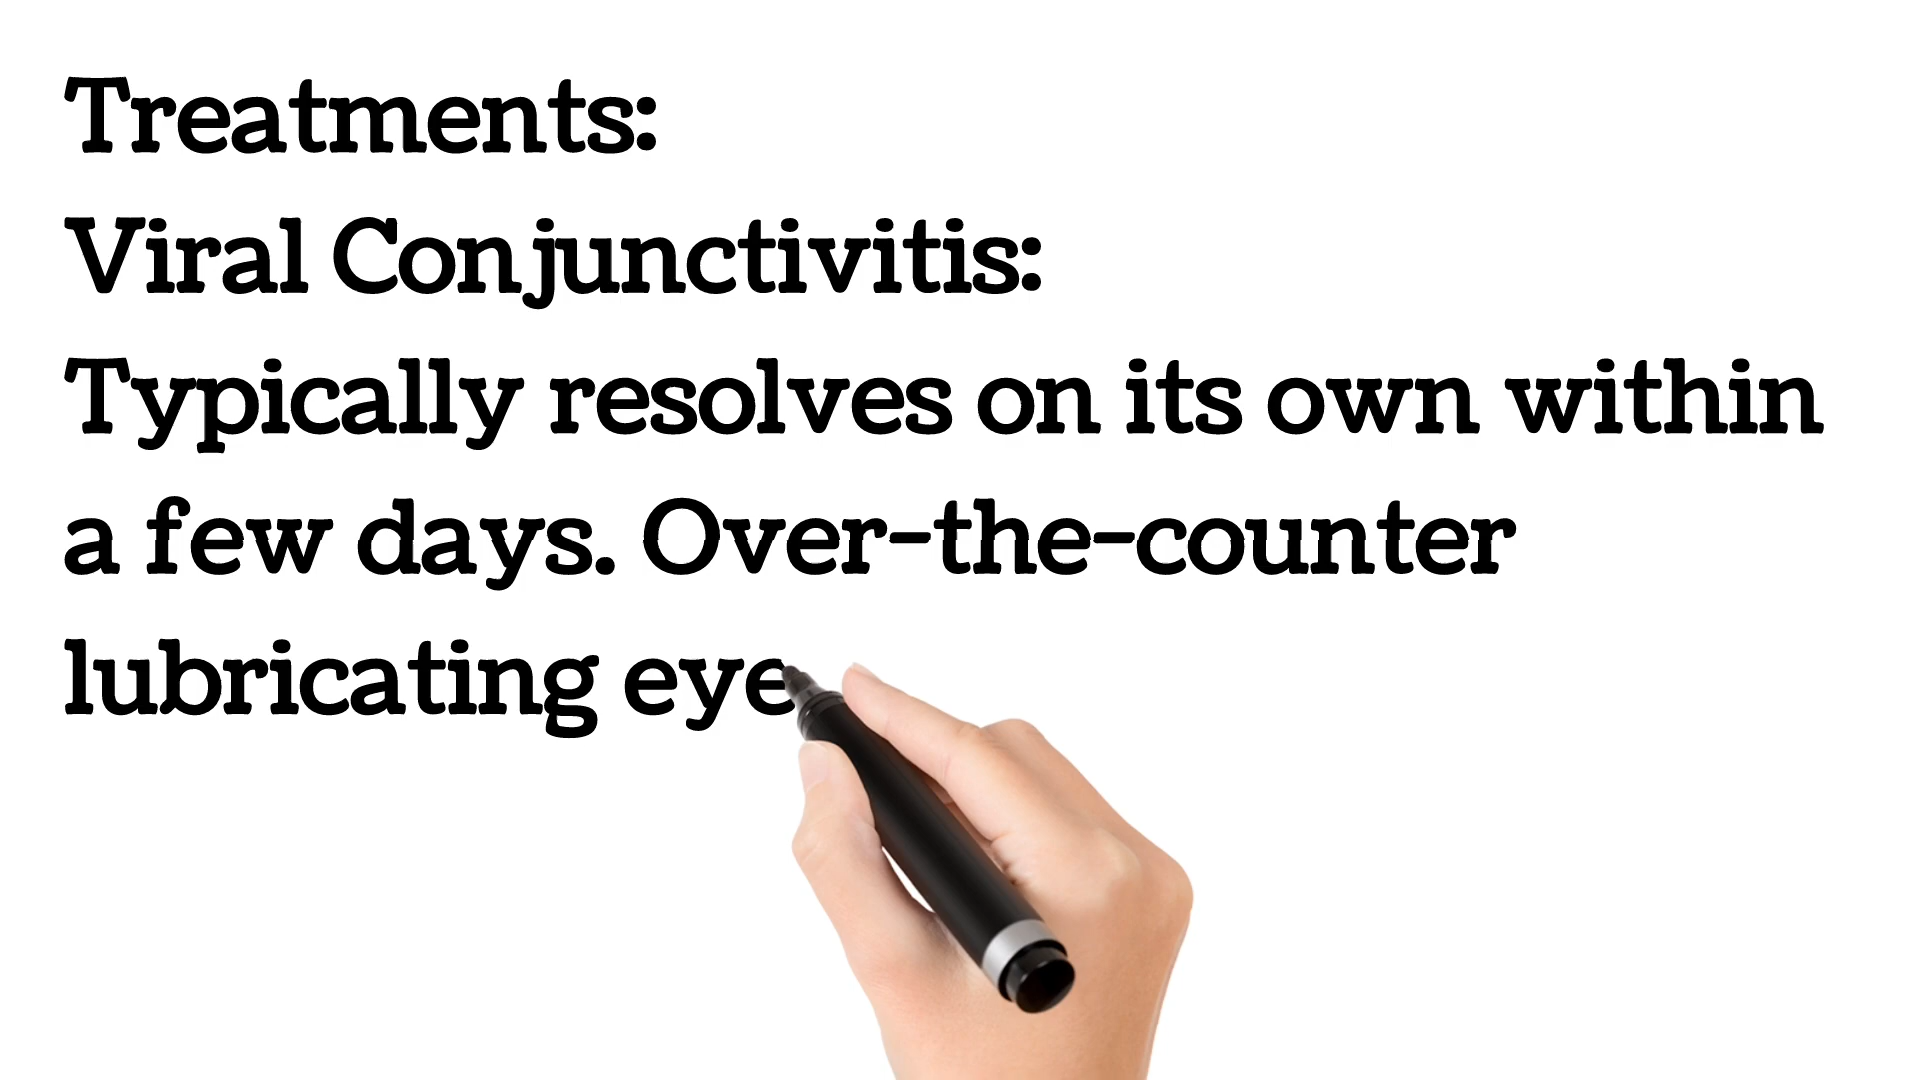 Treatments:
Viral Conjunctivitis:
Typically resolves on its own within
a few days. Over-the-counter
lubricating eye